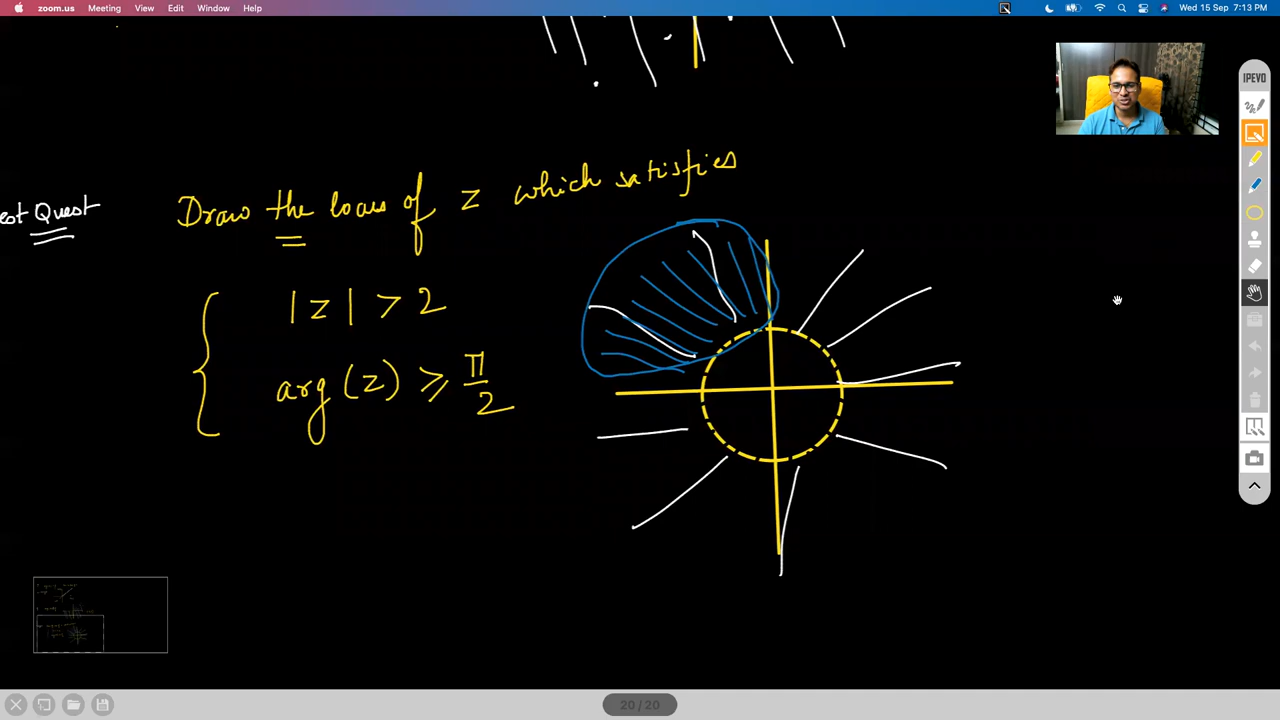 zoom.us Meeting View Edit Window Help
Wed 15 Sep 7:13 PM
IPEVO
Draw the locus of z which satisfies
Quest
|z| > 2
arg(z) ≥ π/2
20 / 20